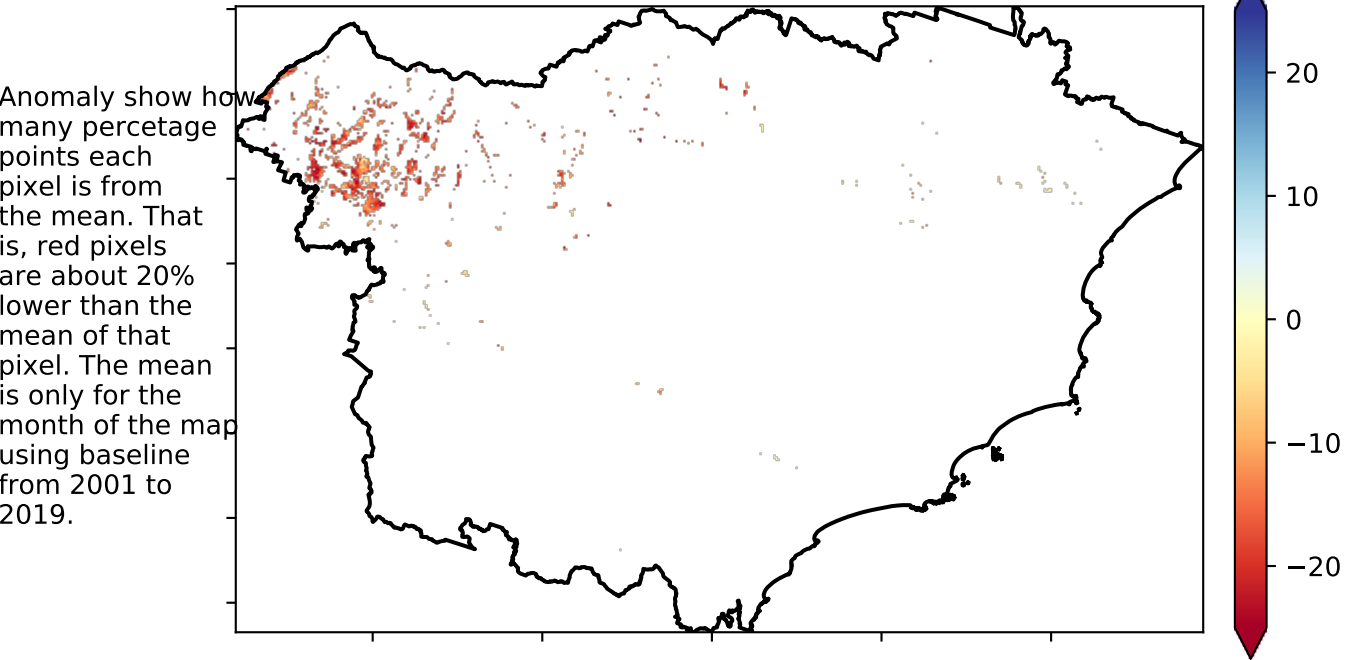 Anomaly show how
many percetage
points each
pixel is from
the mean. That
is, red pixels
are about 20%
lower than the
mean of that
pixel. The mean
is only for the
month of the map
using baseline
from 2001 to
2019.
20
10
0
−10
−20